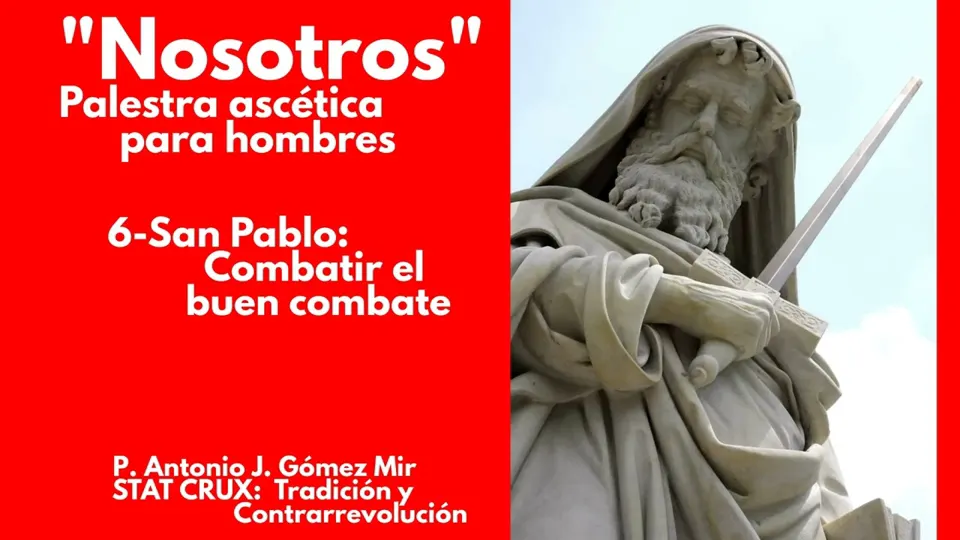 "Nosotros"
Palestra ascética
para hombres
6-San Pablo:
Combatir el
buen combate
P. Antonio J. Gómez Mir
STAT CRUX: Tradición y
Contrarrevolución